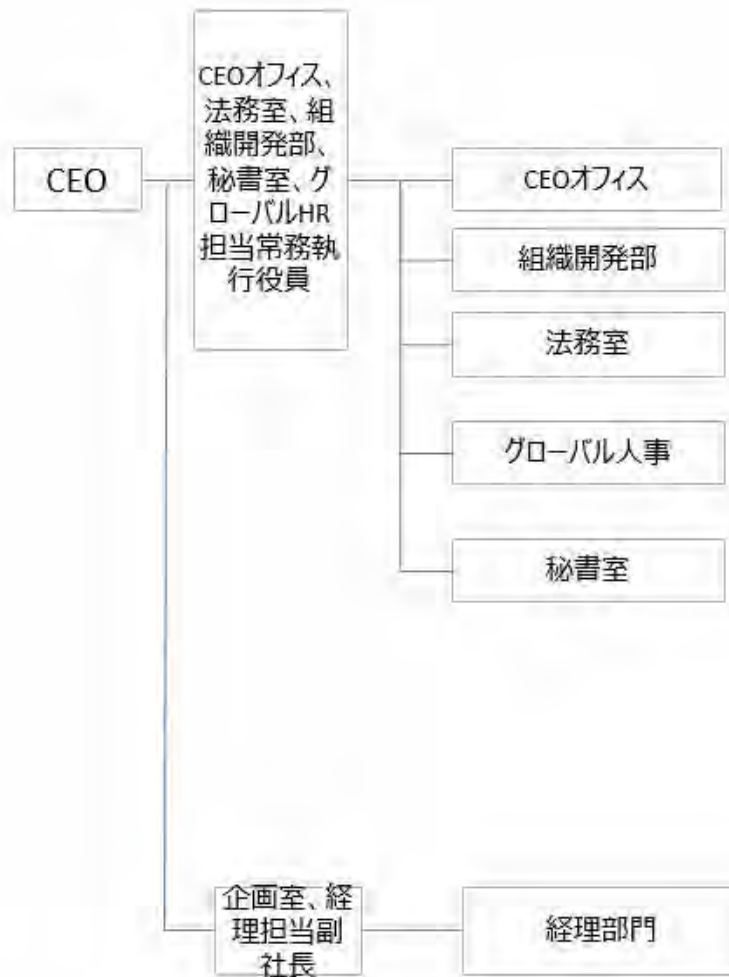 CEO
CEOオフィス、
法務室、組
織開発部、
秘書室、グ
ローバルHR
担当常務執
行役員
CEOオフィス
組織開発部
法務室
グローバル人事
秘書室
企画室、経
理担当副
社長
経理部門